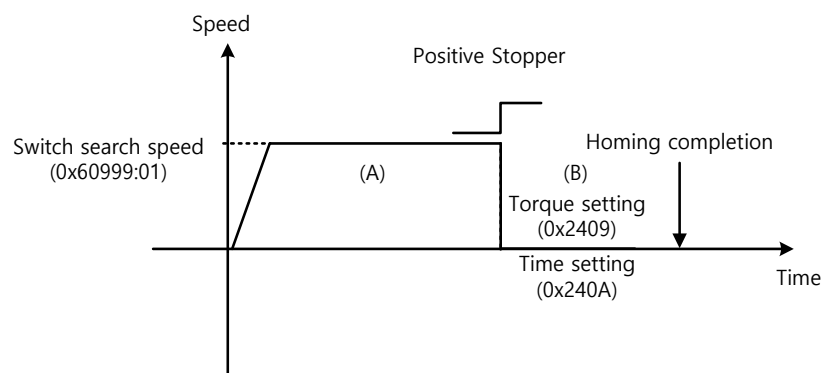 Speed
Positive Stopper
Switch search speed
(0x60999:01)
Homing completion
(A)
(B)
Torque setting
(0x2409)
Time setting
(0x240A)
Time